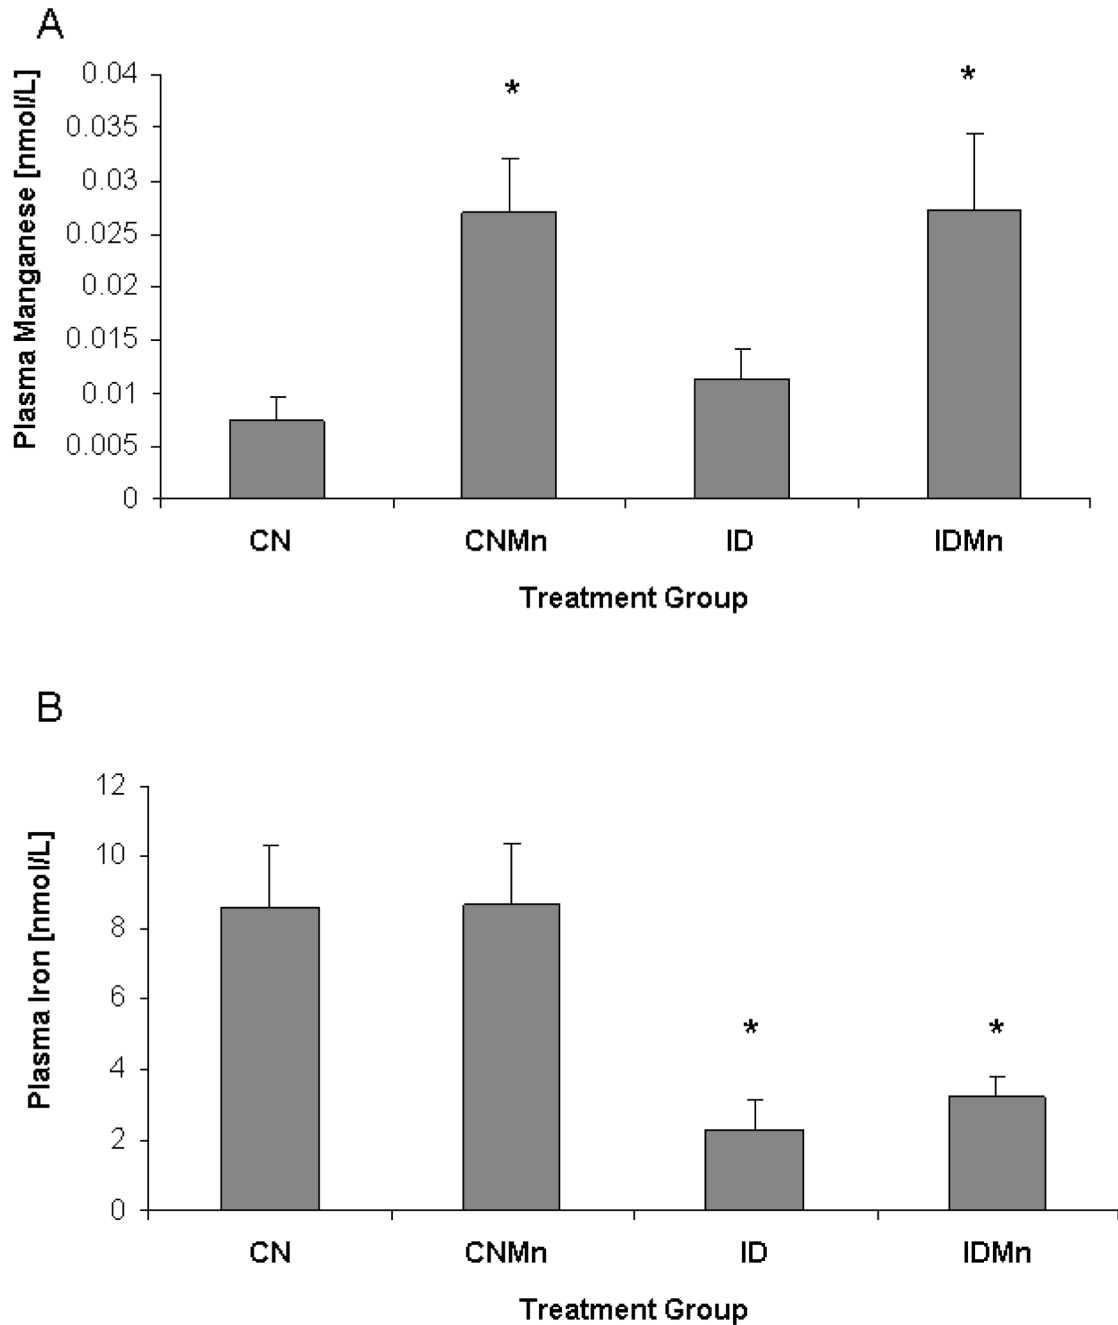 A
Plasma Manganese [nmol/L]
0.04
0.035
0.03
0.025
0.02
0.015
0.01
0.005
0
* *
CN CNMn ID IDMn
Treatment Group
B
Plasma Iron [nmol/L]
12
10
8
6
4
2
0
* *
CN CNMn ID IDMn
Treatment Group